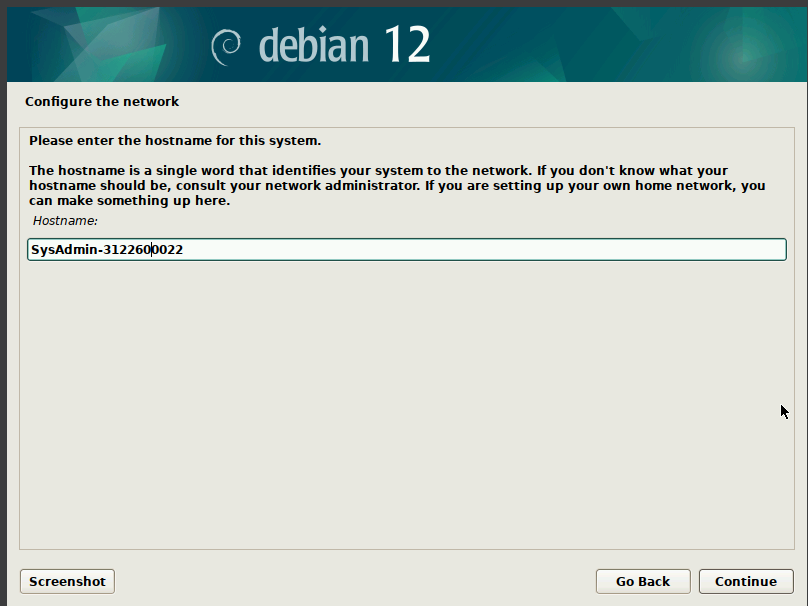 debian 12
Configure the network
Please enter the hostname for this system.
The hostname is a single word that identifies your system to the network. If you don't know what your
hostname should be, consult your network administrator. If you are setting up your own home network, you
can make something up here.
Hostname:
SysAdmin-3122600022
Screenshot
Go Back
Continue